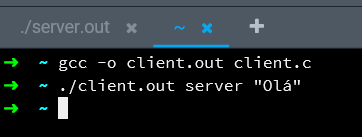 ./server.out × ~ × +
➜ ~ gcc -o client.out client.c
➜ ~ ./client.out server "Olá"
➜ ~